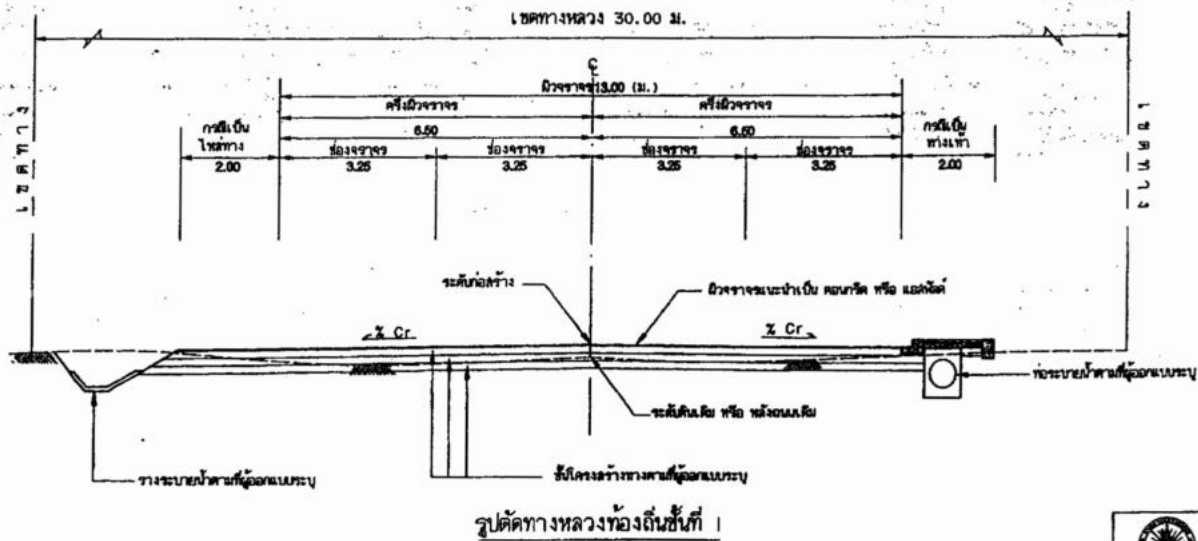 เขตทางหลวง 30.00 ม.
℄
ผิวจราจร13.00 (ม.)
ครึ่งผิวจราจร
ครึ่งผิวจราจร
6.50
6.50
กรณีเป็น
ไหล่ทาง
2.00
ช่องจราจร
3.25
ช่องจราจร
3.25
ช่องจราจร
3.25
ช่องจราจร
3.25
กรณีเป็น
ทางเท้า
2.00
เขตทาง
เขตทาง
ระดับก่อสร้าง
ผิวจราจรแนะนำเป็น คอนกรีต หรือ แอสฟัลต์
% Cr
% Cr
ท่อระบายน้ำตามที่ผู้ออกแบบระบุ
ระดับดินเดิม หรือ หลังถนนเดิม
รางระบายน้ำตามที่ผู้ออกแบบระบุ
ชั้นโครงสร้างทางตามที่ผู้ออกแบบระบุ
รูปตัดทางหลวงท้องถิ่นชั้นที่ 1